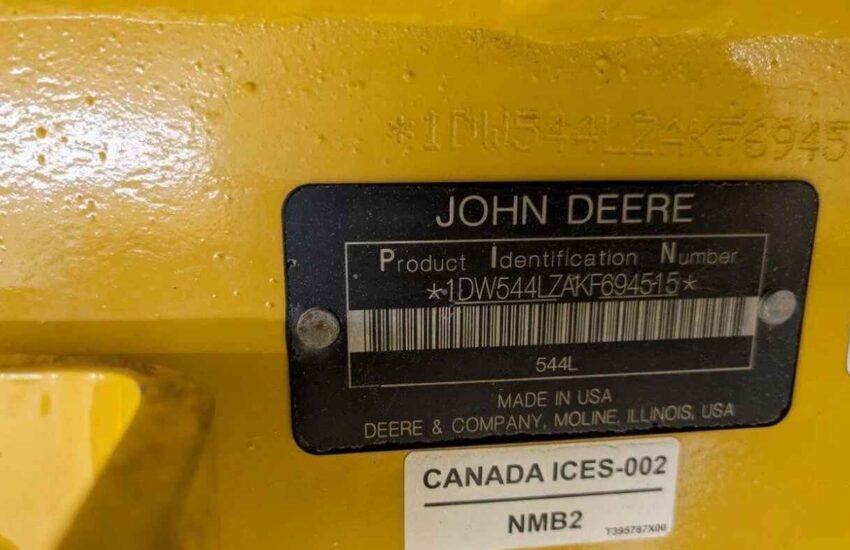 *1DW544LZAKF6945
JOHN DEERE
Product Identification Number
*1DW544LZAKF694515*
544L
MADE IN USA
DEERE & COMPANY, MOLINE, ILLINOIS, USA
CANADA ICES-002
NMB2
T395787X00